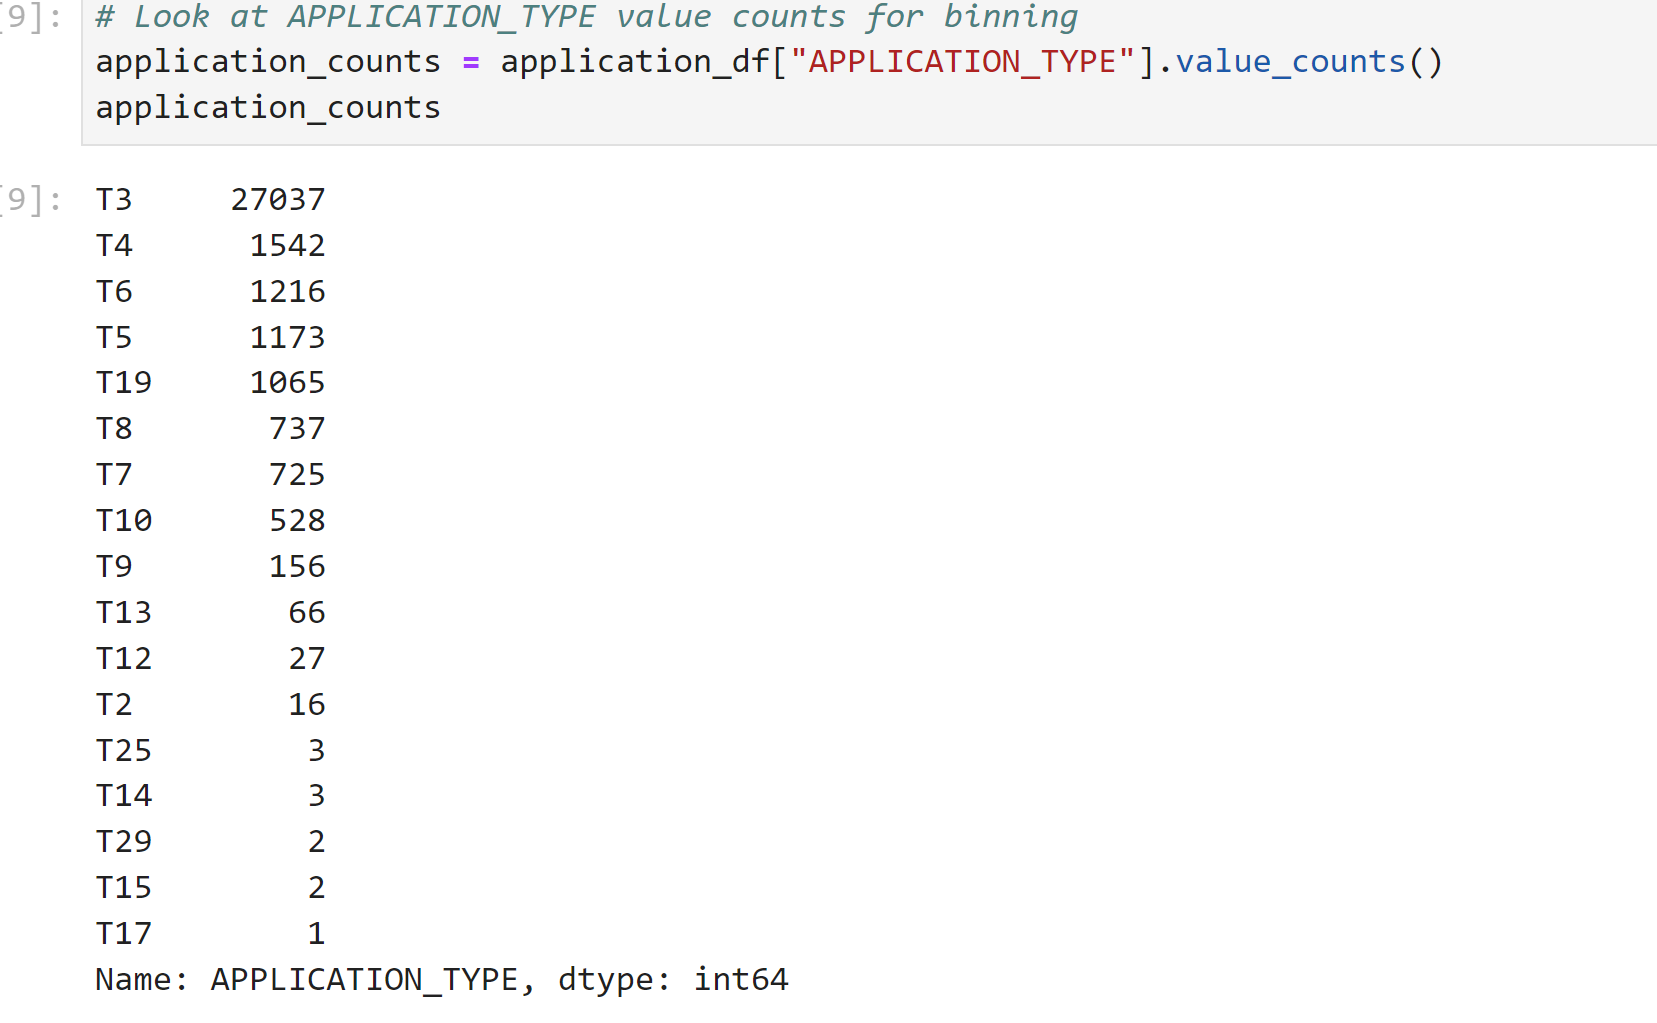 [9]: # Look at APPLICATION_TYPE value counts for binning
application_counts = application_df["APPLICATION_TYPE"].value_counts()
application_counts
[9]: T3 27037
T4 1542
T6 1216
T5 1173
T19 1065
T8 737
T7 725
T10 528
T9 156
T13 66
T12 27
T2 16
T25 3
T14 3
T29 2
T15 2
T17 1
Name: APPLICATION_TYPE, dtype: int64